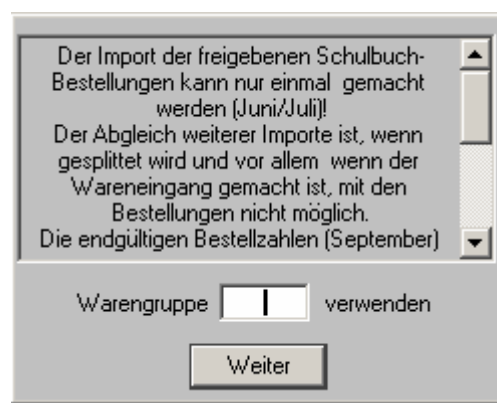 Der Import der freigebenen Schulbuch-
Bestellungen kann nur einmal gemacht
werden (Juni/Juli)!
Der Abgleich weiterer Importe ist, wenn
gesplittet wird und vor allem wenn der
Wareneingang gemacht ist, mit den
Bestellungen nicht möglich.
Die endgültigen Bestellzahlen (September)
Warengruppe verwenden
Weiter